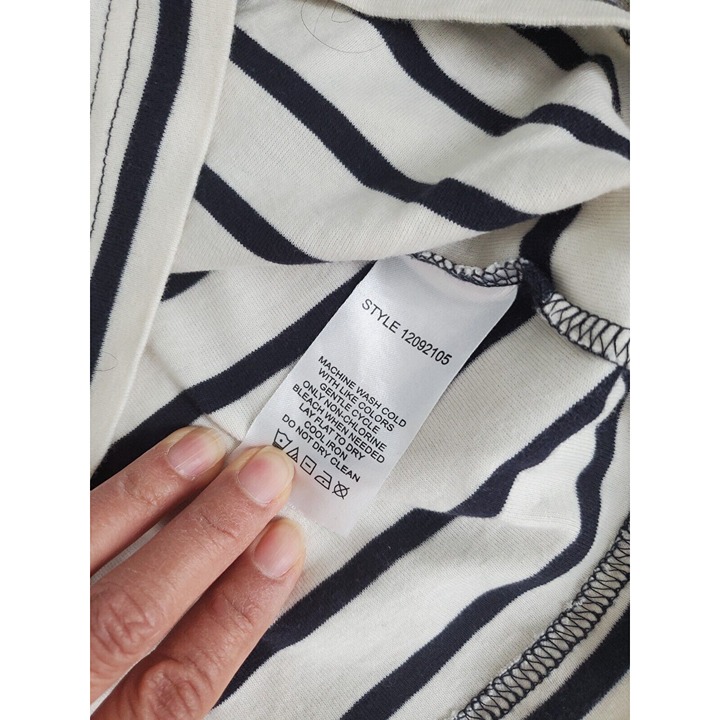 STYLE 12092105
MACHINE WASH COLD
WITH LIKE COLORS
GENTLE CYCLE
ONLY NON-CHLORINE
BLEACH WHEN NEEDED
LAY FLAT TO DRY
COOL IRON
DO NOT DRY CLEAN